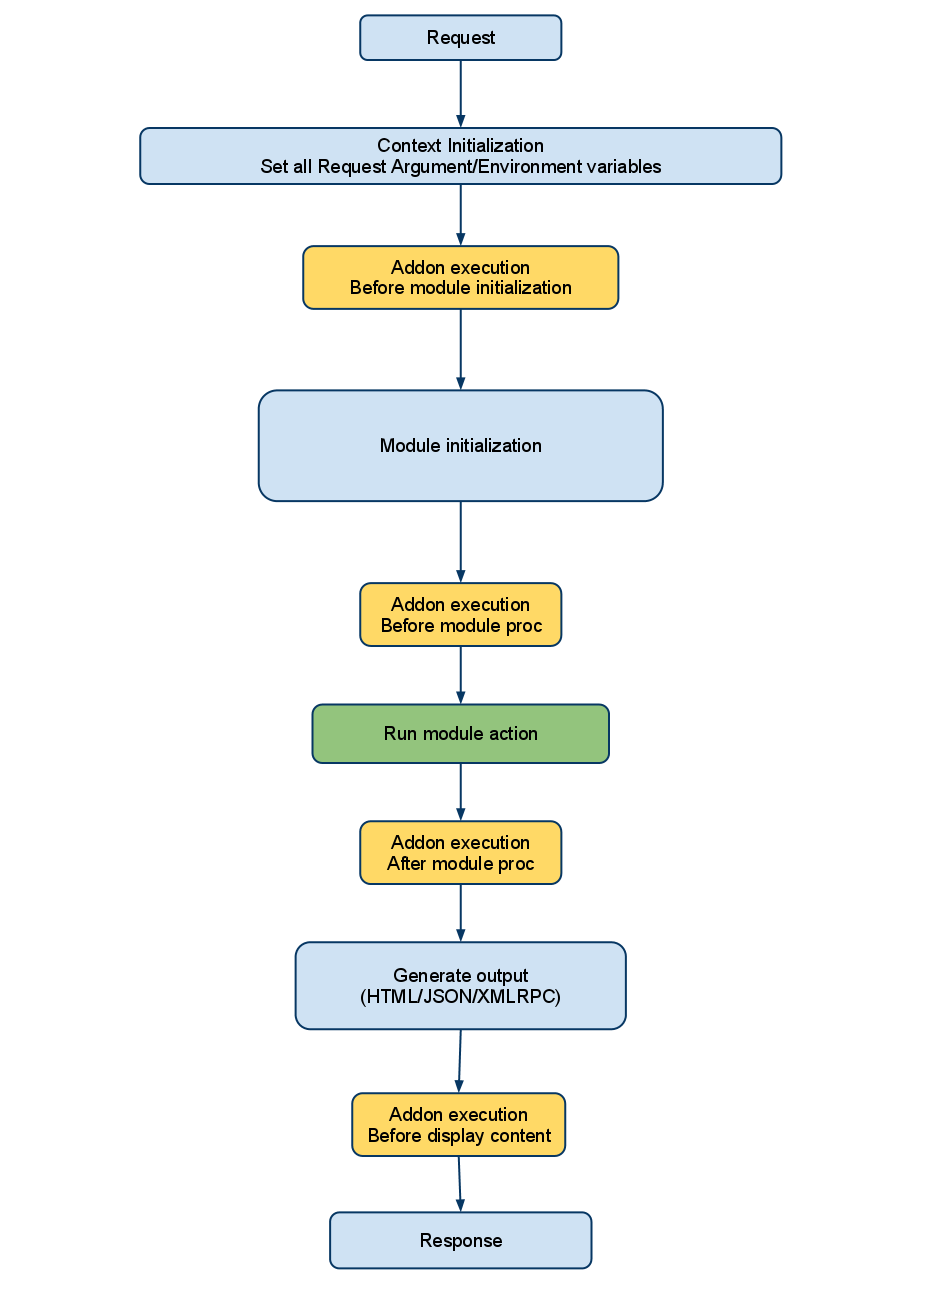 Request
Context Initialization
Set all Request Argument/Environment variables
Addon execution
Before module initialization
Module initialization
Addon execution
Before module proc
Run module action
Addon execution
After module proc
Generate output
(HTML/JSON/XMLRPC)
Addon execution
Before display content
Response